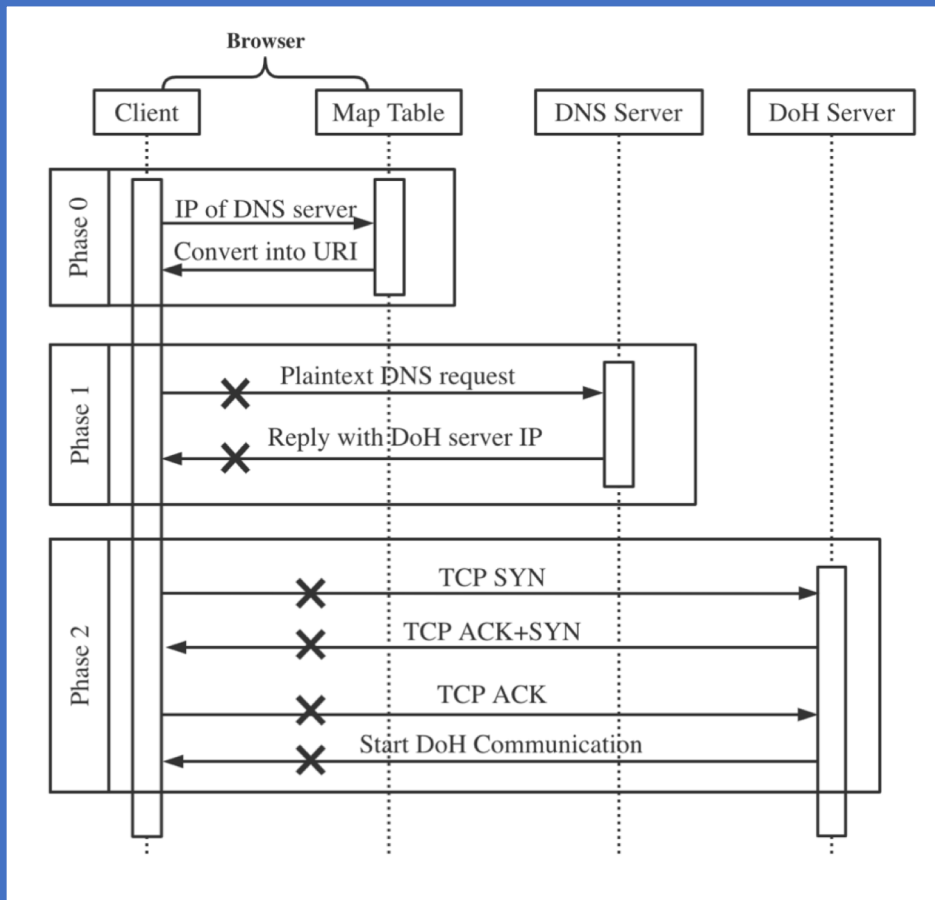 Browser
Client
Map Table
DNS Server
DoH Server
Phase 0
IP of DNS server
Convert into URI
Phase 1
Plaintext DNS request
Reply with DoH server IP
Phase 2
TCP SYN
TCP ACK+SYN
TCP ACK
Start DoH Communication